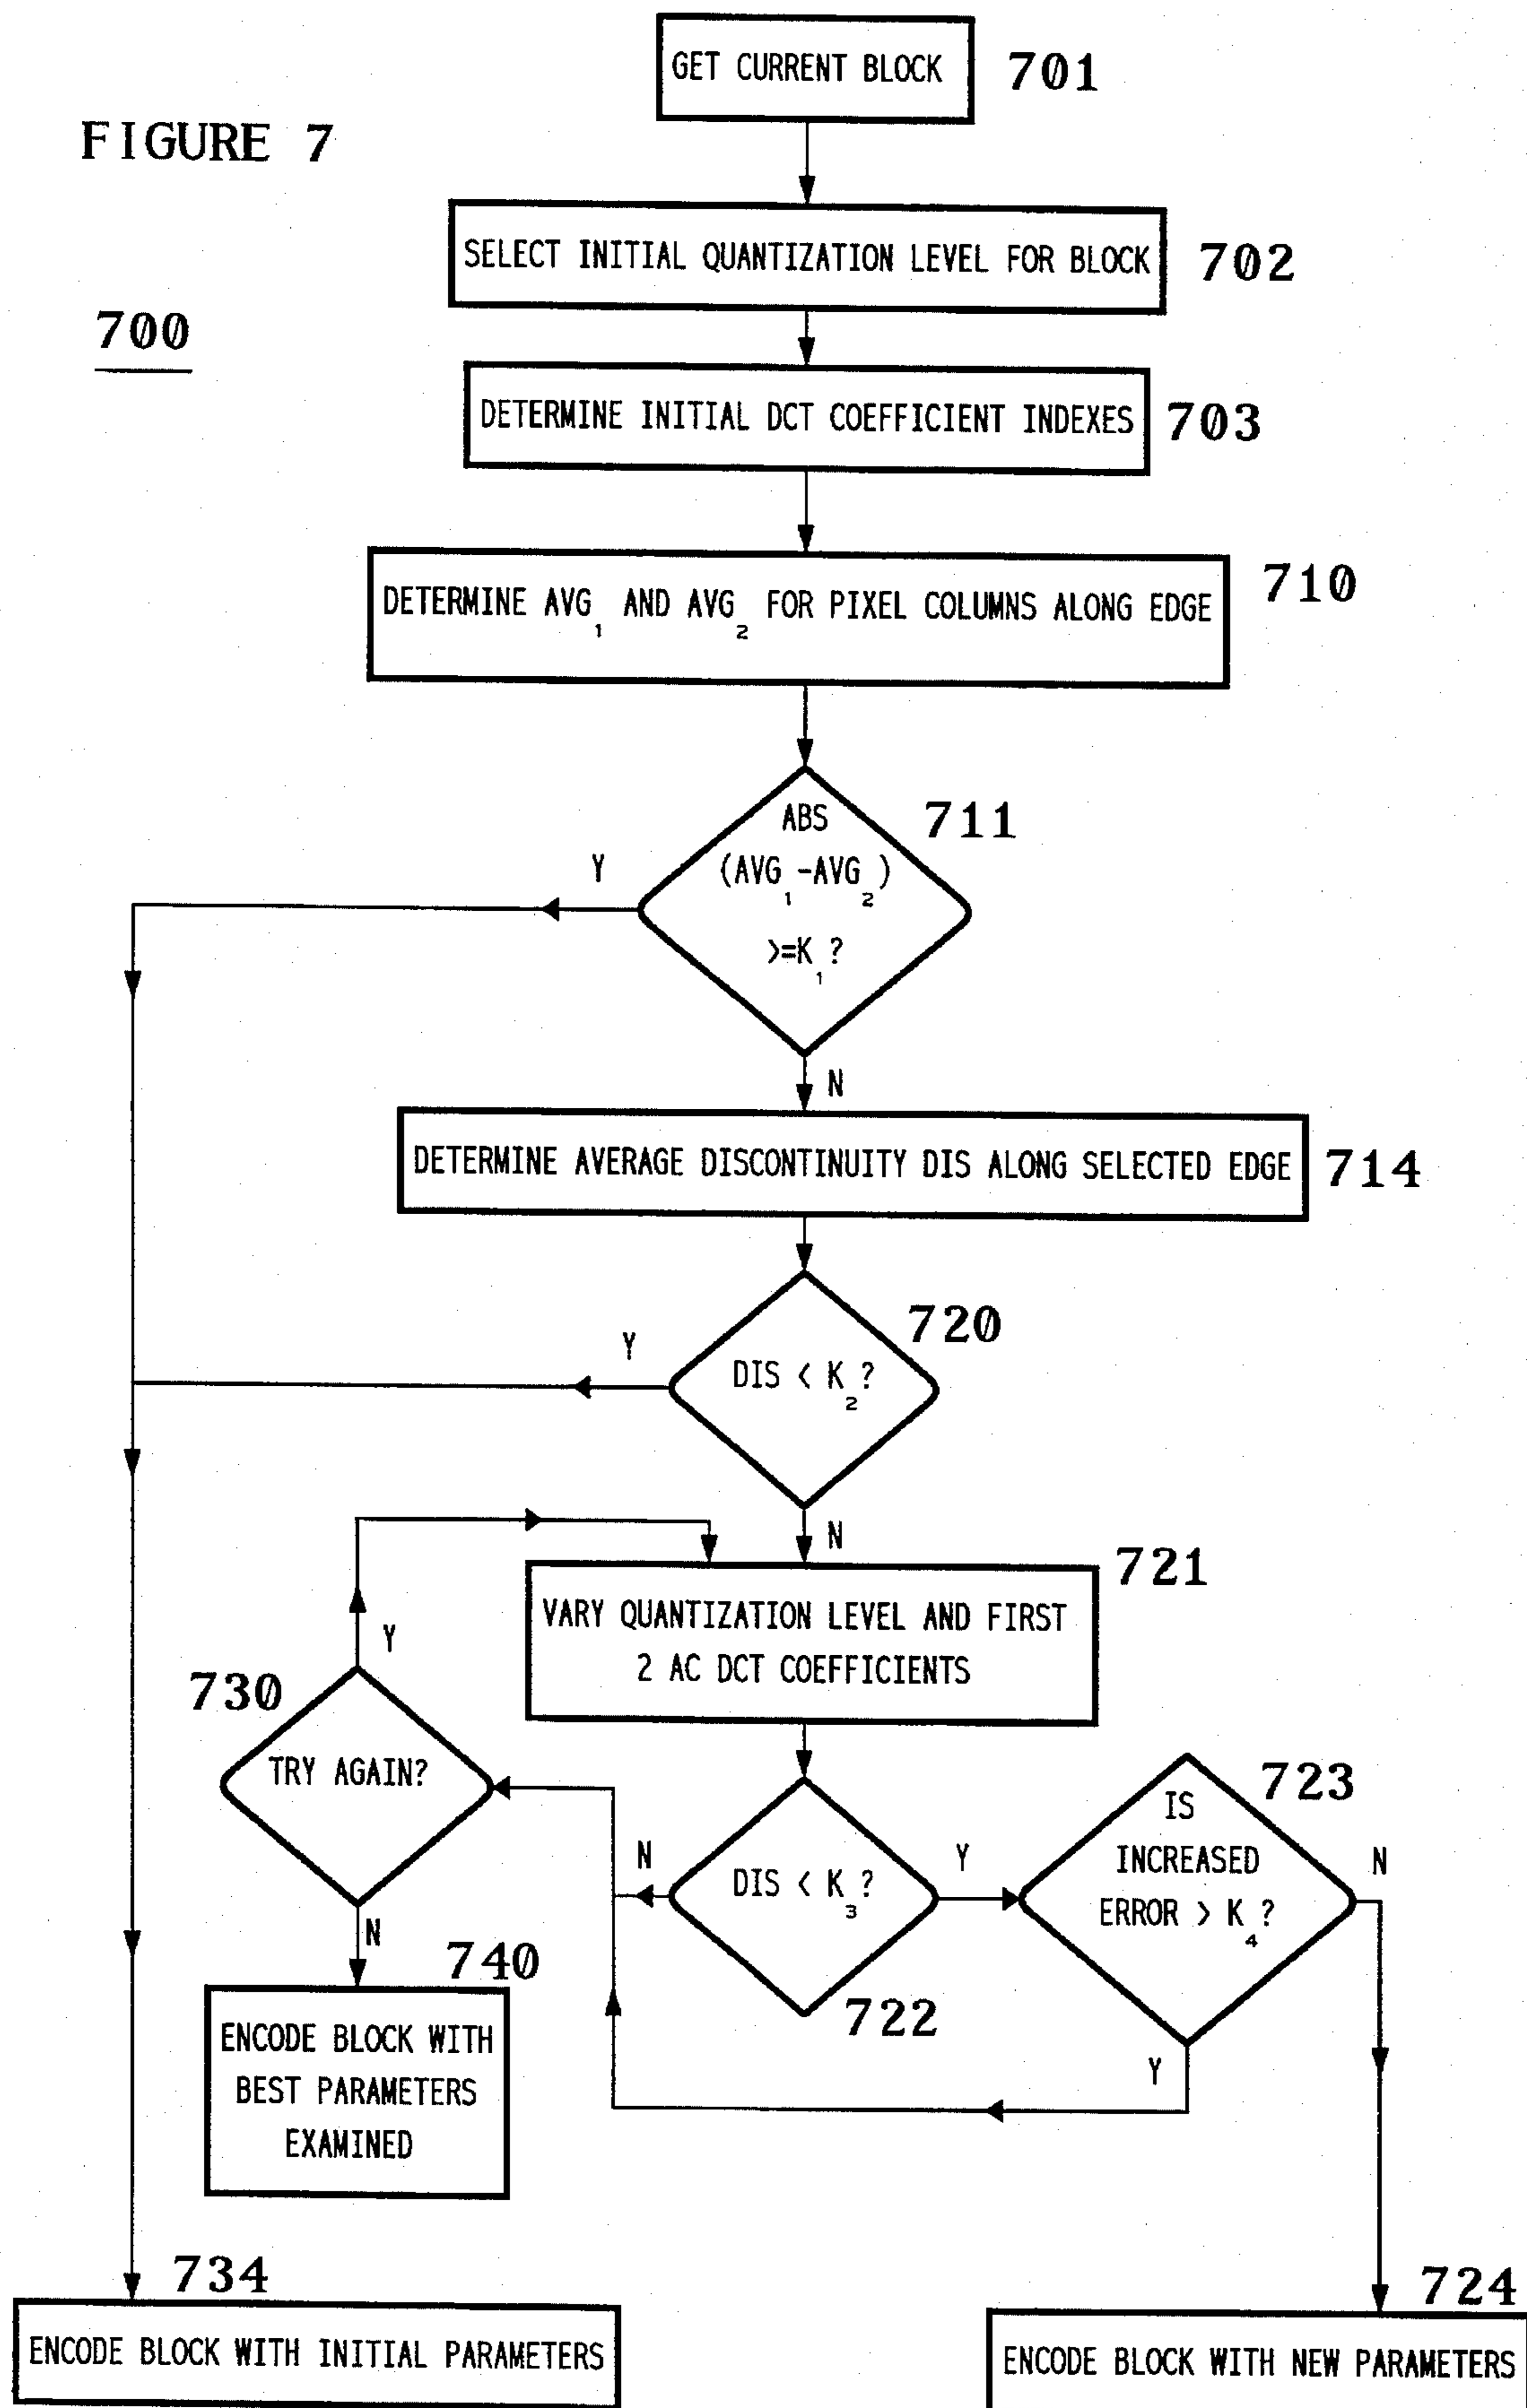 GET CURRENT BLOCK
701
FIGURE 7
SELECT INITIAL QUANTIZATION LEVEL FOR BLOCK
702
700
DETERMINE INITIAL DCT COEFFICIENT INDEXES
703
DETERMINE AVG₁ AND AVG₂ FOR PIXEL COLUMNS ALONG EDGE
710
ABS
(AVG₁-AVG₂)
>=K₁?
711
Y
N
DETERMINE AVERAGE DISCONTINUITY DIS ALONG SELECTED EDGE
714
DIS < K₂?
720
Y
N
VARY QUANTIZATION LEVEL AND FIRST
2 AC DCT COEFFICIENTS
721
Y
730
TRY AGAIN?
N
DIS < K₃?
722
N
Y
IS
INCREASED
ERROR > K₄?
723
N
Y
740
ENCODE BLOCK WITH
BEST PARAMETERS
EXAMINED
734
ENCODE BLOCK WITH INITIAL PARAMETERS
724
ENCODE BLOCK WITH NEW PARAMETERS